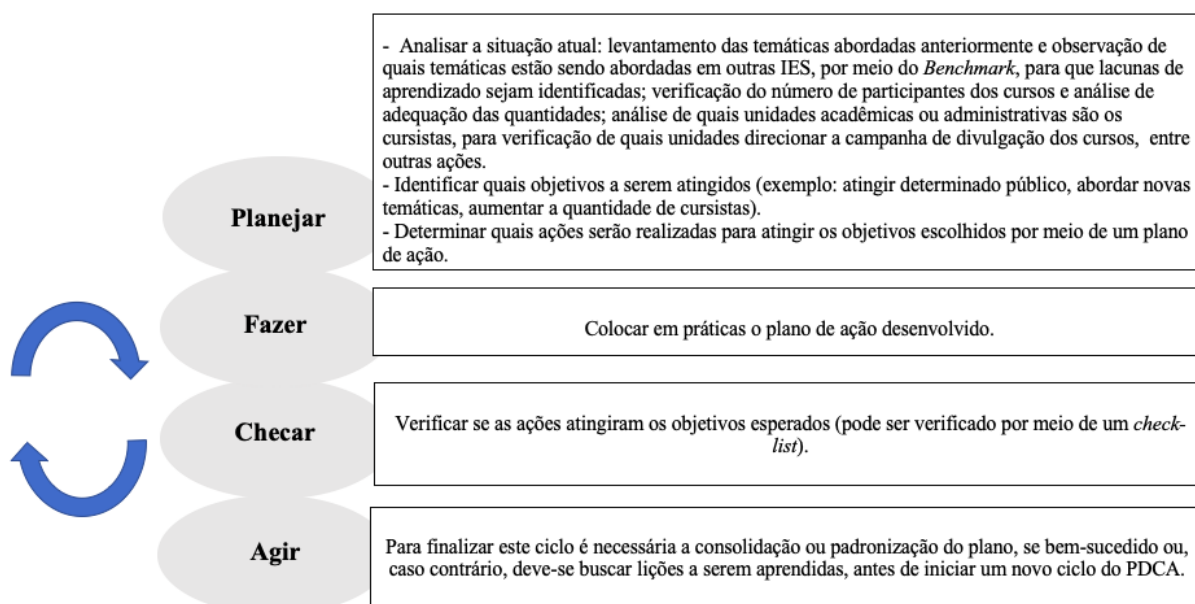 - Analisar a situação atual: levantamento das temáticas abordadas anteriormente e observação de
quais temáticas estão sendo abordadas em outras IES, por meio do Benchmark, para que lacunas de
aprendizado sejam identificadas; verificação do número de participantes dos cursos e análise de
adequação das quantidades; análise de quais unidades acadêmicas ou administrativas são os
cursistas, para verificação de quais unidades direcionar a campanha de divulgação dos cursos, entre
outras ações.
- Identificar quais objetivos a serem atingidos (exemplo: atingir determinado público, abordar novas
temáticas, aumentar a quantidade de cursistas).
- Determinar quais ações serão realizadas para atingir os objetivos escolhidos por meio de um plano
de ação.
Planejar
Fazer
Colocar em práticas o plano de ação desenvolvido.
Checar
Verificar se as ações atingiram os objetivos esperados (pode ser verificado por meio de um check-
list).
Agir
Para finalizar este ciclo é necessária a consolidação ou padronização do plano, se bem-sucedido ou,
caso contrário, deve-se buscar lições a serem aprendidas, antes de iniciar um novo ciclo do PDCA.